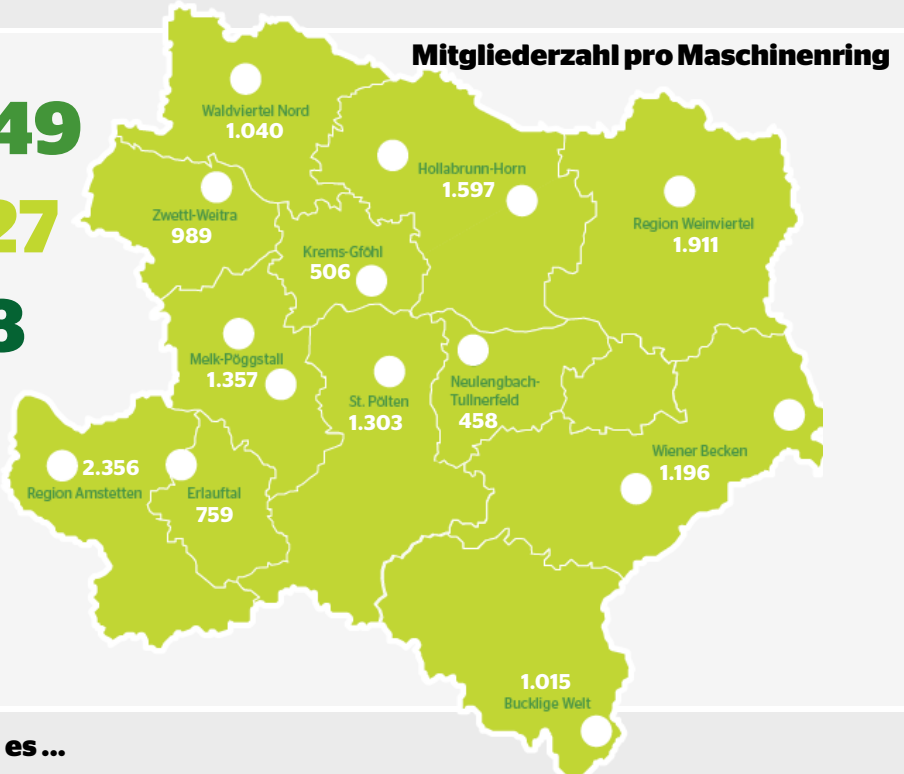 Mitgliederzahl pro Maschinenring
49
27
8
Waldviertel Nord
1.040
Hollabrunn-Horn
1.597
Region Weinviertel
1.911
Zwettl-Weitra
989
Krems-Gföhl
506
Melk-Pöggstall
1.357
St. Pölten
1.303
Neulengbach-
Tullnerfeld
458
Wiener Becken
1.196
2.356
Region Amstetten
Erlauftal
759
1.015
Bucklige Welt
es ...